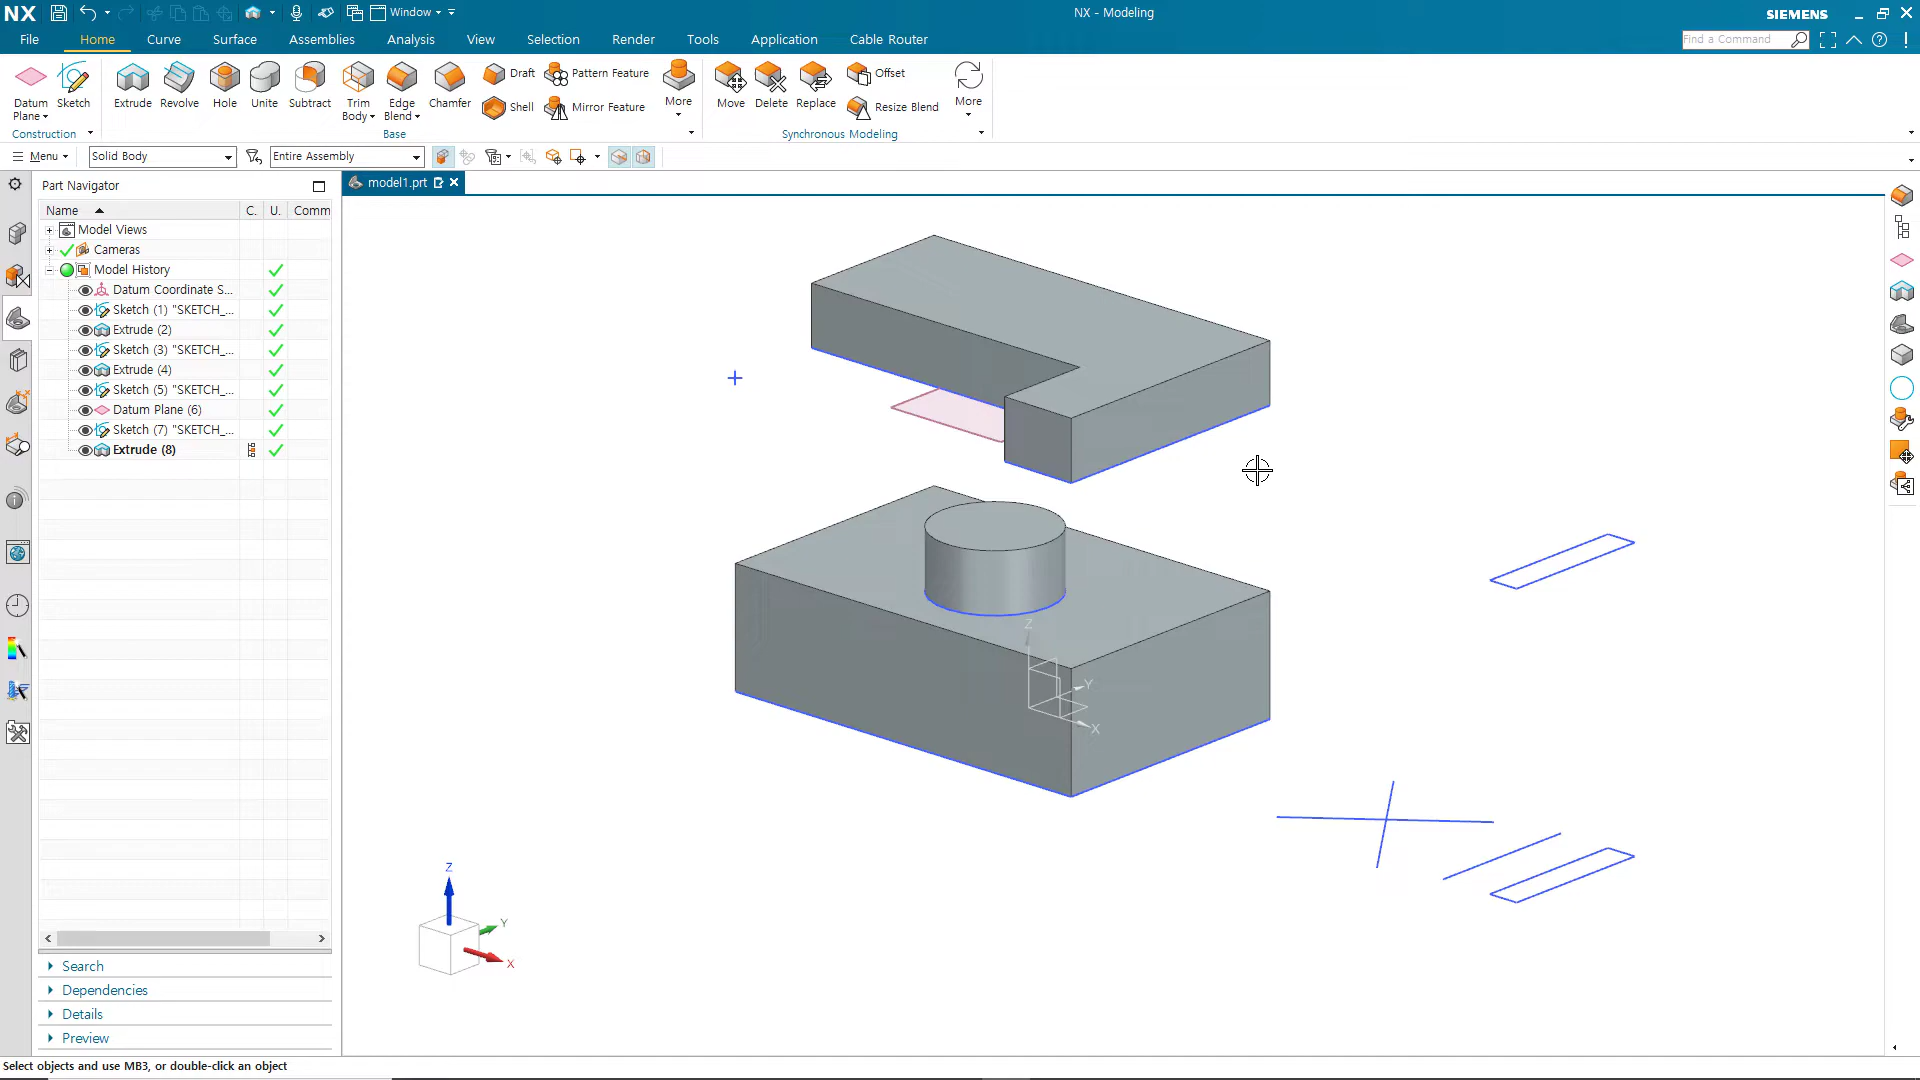 NX
Window
NX - Modeling
SIEMENS
File
Home
Curve
Surface
Assemblies
Analysis
View
Selection
Render
Tools
Application
Cable Router
Find a Command
Datum Plane
Sketch
Extrude
Revolve
Hole
Unite
Subtract
Trim Body
Edge Blend
Chamfer
Draft
Shell
Pattern Feature
Mirror Feature
More
Move
Delete
Replace
Offset
Resize Blend
More
Construction
Base
Synchronous Modeling
Menu
Solid Body
Entire Assembly
Part Navigator
model1.prt
Name
C.
U.
Comm
Model Views
Cameras
Model History
Datum Coordinate S...
Sketch (1) "SKETCH_...
Extrude (2)
Sketch (3) "SKETCH_...
Extrude (4)
Sketch (5) "SKETCH_...
Datum Plane (6)
Sketch (7) "SKETCH_...
Extrude (8)
Z
Y
X
Z
Y
X
Search
Dependencies
Details
Preview
Select objects and use MB3, or double-click an object